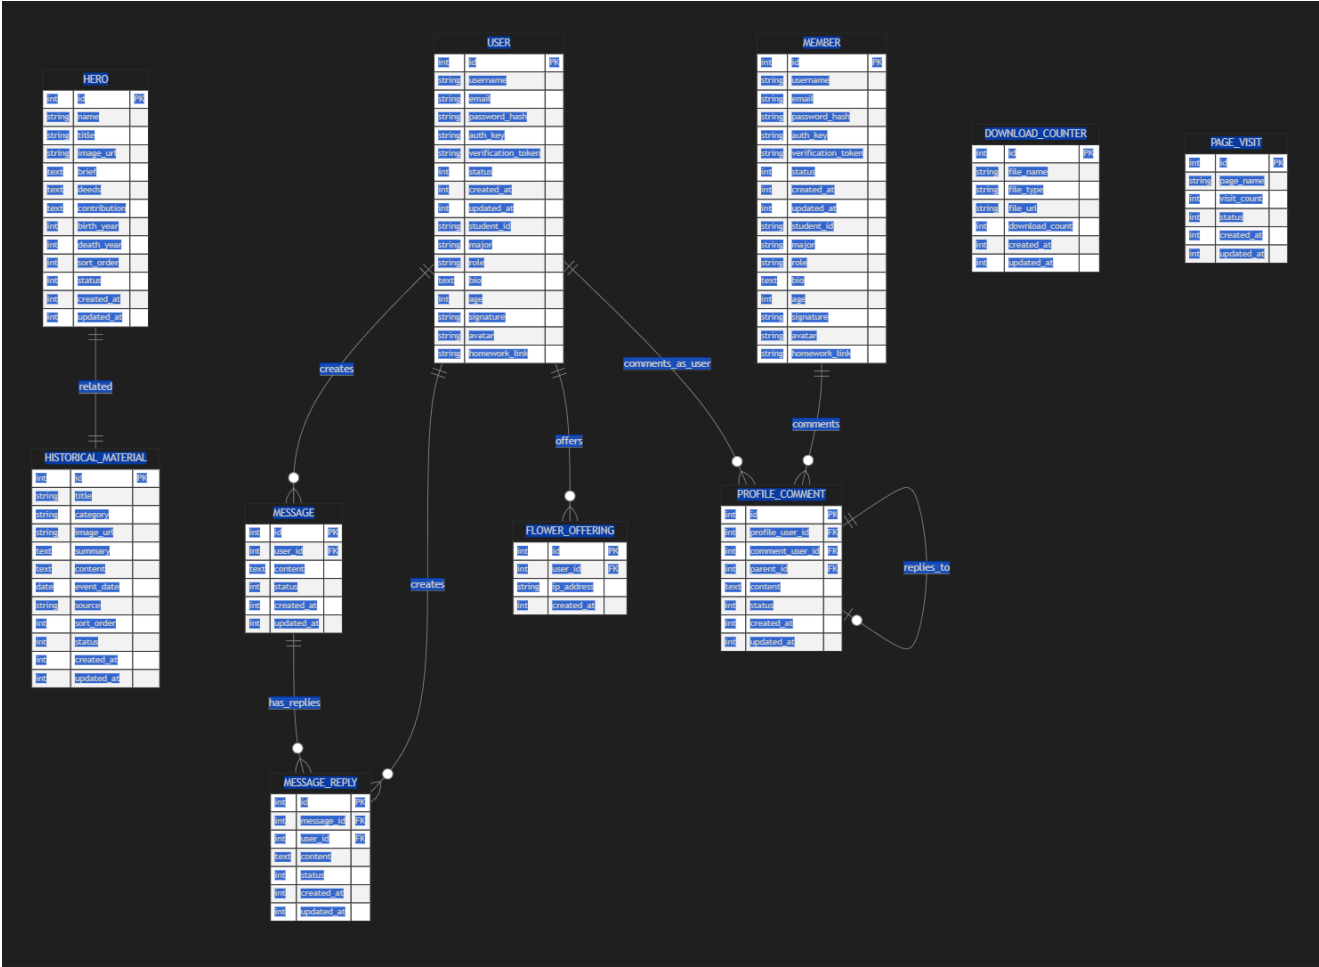 HERO
int id PK
string name
string title
string image_url
text brief
text deeds
text contribution
int birth_year
int death_year
int sort_order
int status
int created_at
int updated_at
related
HISTORICAL_MATERIAL
int id PK
string title
string category
string image_url
text summary
text content
date event_date
string source
int sort_order
int status
int created_at
int updated_at
USER
int id PK
string username
string email
string password_hash
string auth_key
string verification_token
int status
int created_at
int updated_at
string student_id
string major
string role
text bio
int age
string signature
string avatar
string homework_link
creates
creates
offers
comments_as_user
MESSAGE
int id PK
int user_id FK
text content
int status
int created_at
int updated_at
has_replies
MESSAGE_REPLY
int id PK
int message_id FK
int user_id FK
text content
int status
int created_at
int updated_at
FLOWER_OFFERING
int id PK
int user_id FK
string ip_address
int created_at
MEMBER
int id PK
string username
string email
string password_hash
string auth_key
string verification_token
int status
int created_at
int updated_at
string student_id
string major
string role
text bio
int age
string signature
string avatar
string homework_link
comments
PROFILE_COMMENT
int id PK
int profile_user_id FK
int comment_user_id FK
int parent_id FK
text content
int status
int created_at
int updated_at
replies_to
DOWNLOAD_COUNTER
int id PK
string file_name
string file_type
string file_url
int download_count
int created_at
int updated_at
PAGE_VISIT
int id PK
string page_name
int visit_count
int status
int created_at
int updated_at